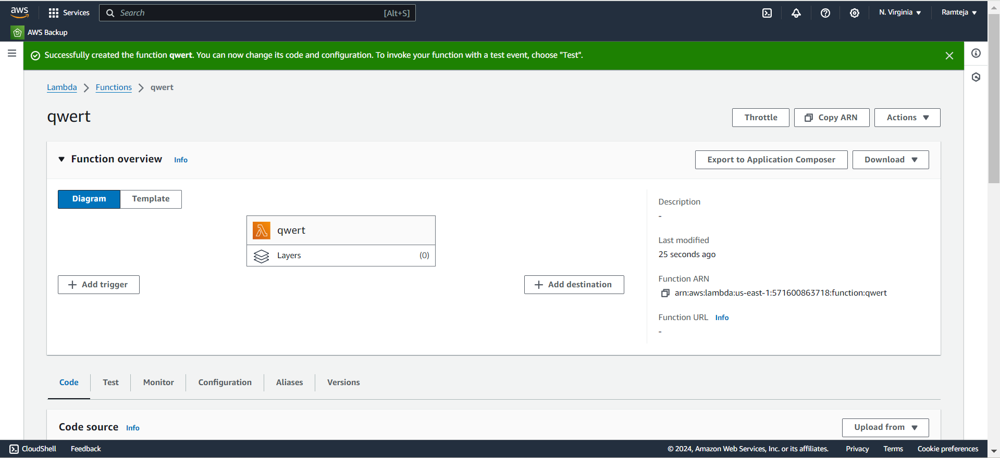 aws Services Search [Alt+S] N. Virginia Ramteja
AWS Backup
Successfully created the function qwert. You can now change its code and configuration. To invoke your function with a test event, choose "Test".
Lambda Functions qwert
qwert
Throttle Copy ARN Actions
Function overview Info Export to Application Composer Download
Diagram Template
qwert
Layers (0)
+ Add trigger
+ Add destination
Description
-
Last modified
25 seconds ago
Function ARN
arn:aws:lambda:us-east-1:571600863718:function:qwert
Function URL Info
-
Code Test Monitor Configuration Aliases Versions
Code source Info Upload from
CloudShell Feedback © 2024, Amazon Web Services, Inc. or its affiliates. Privacy Terms Cookie preferences